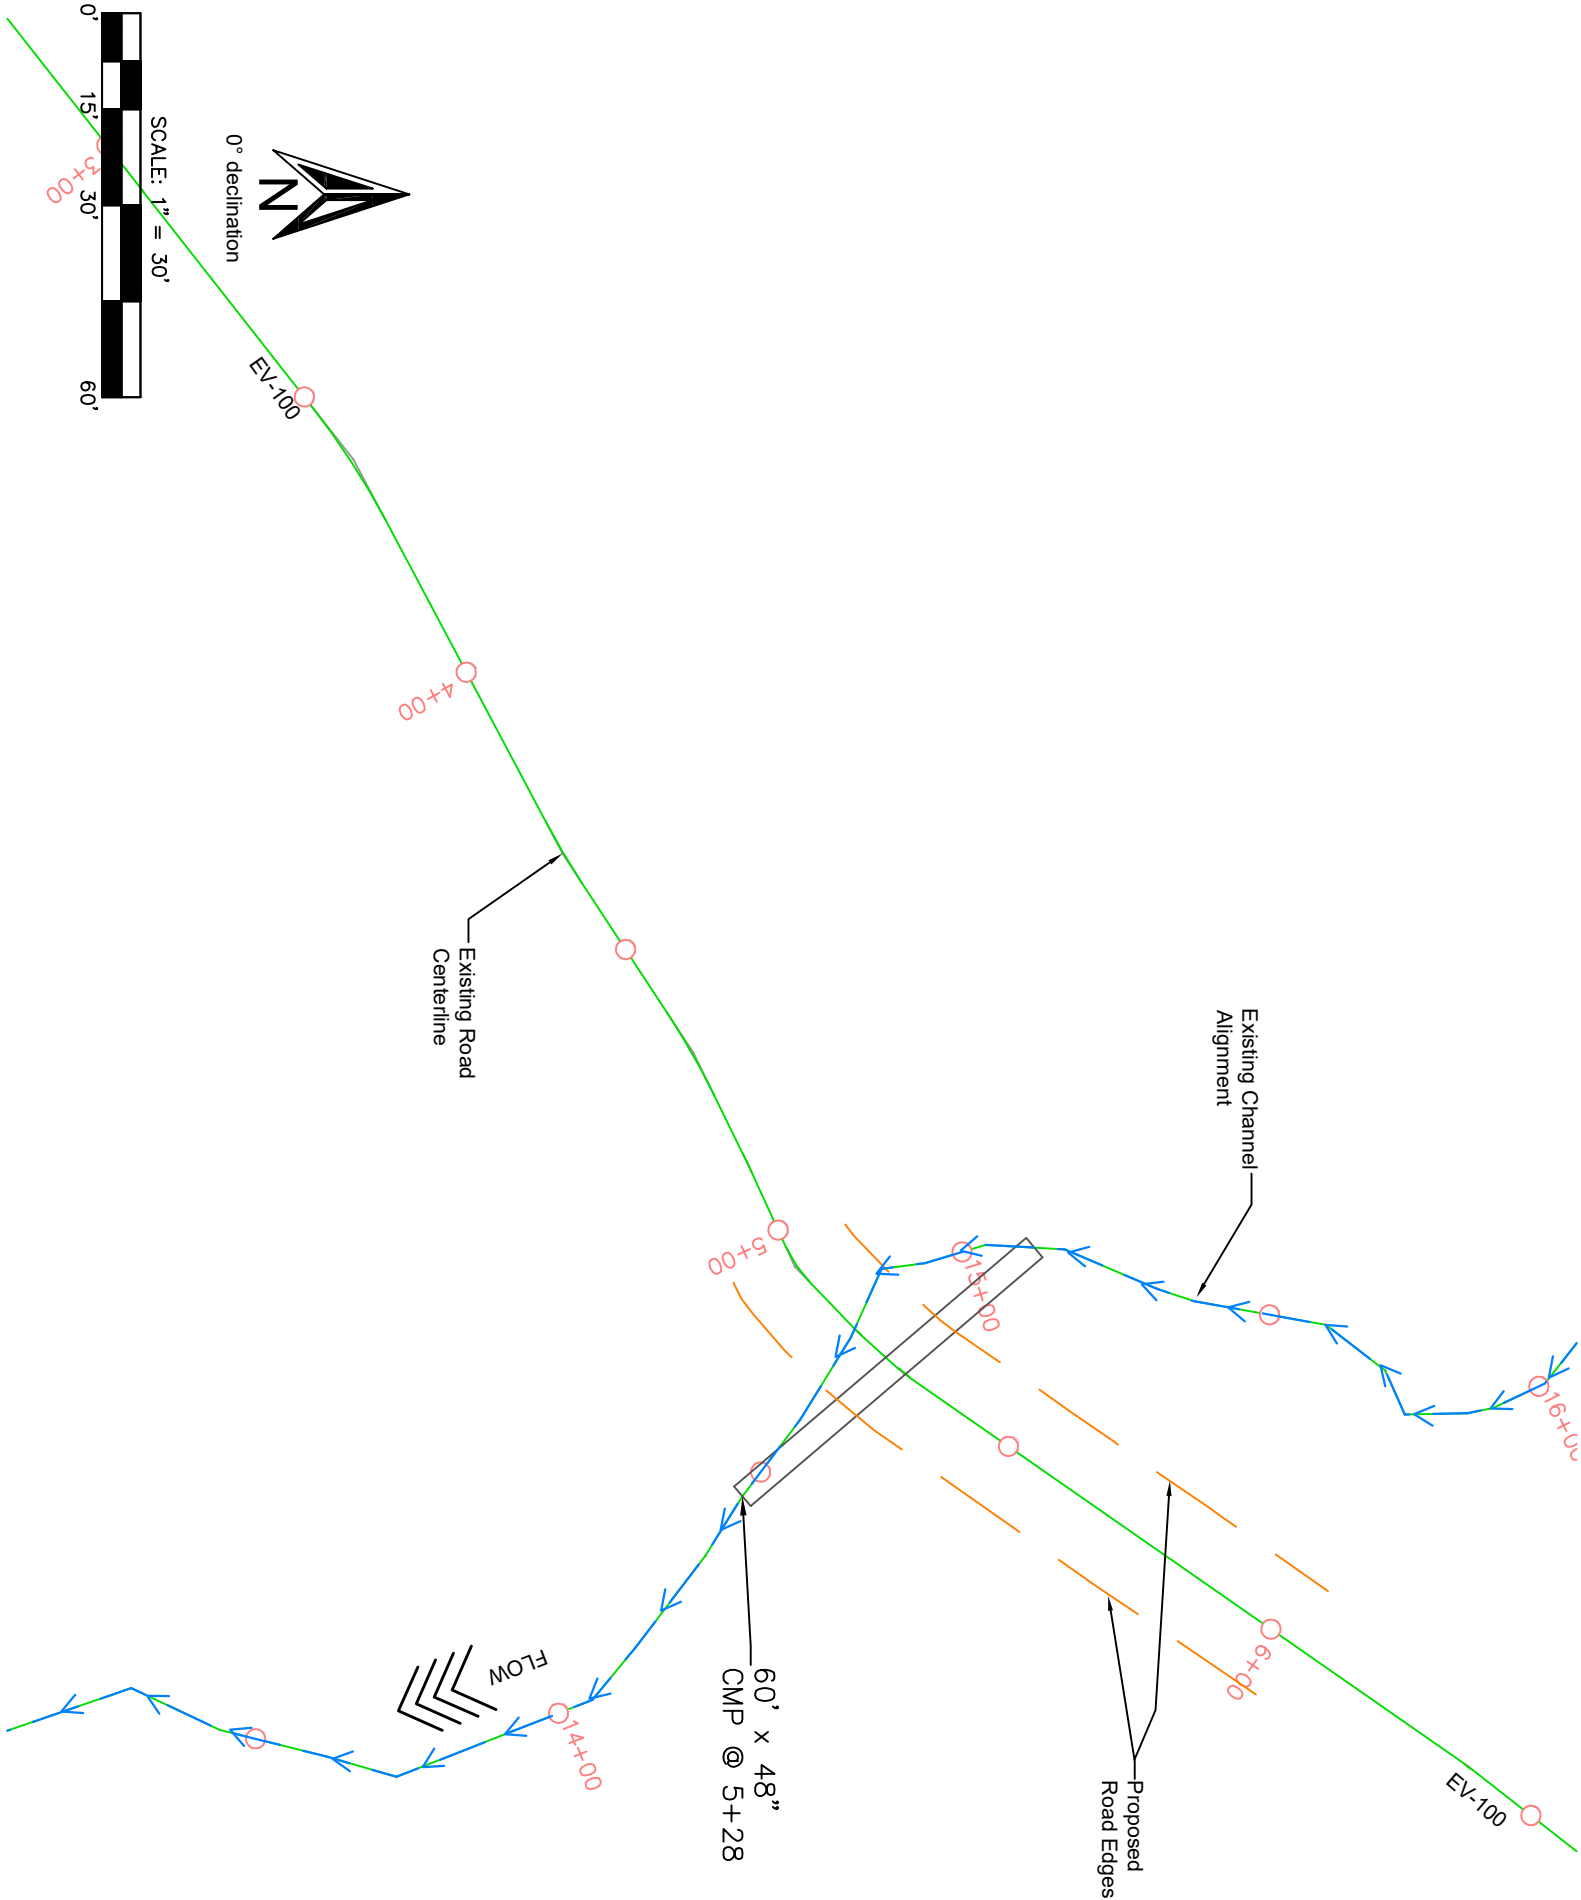 0'
15'
30'
60'
SCALE: 1" = 30'
0° declination
N
3+00
EV-100
4+00
Existing Road
Centerline
5+00
Existing Channel
Alignment
15+00
16+00
6+00
EV-100
Proposed
Road Edges
60' x 48"
CMP @ 5+28
FLOW
14+00